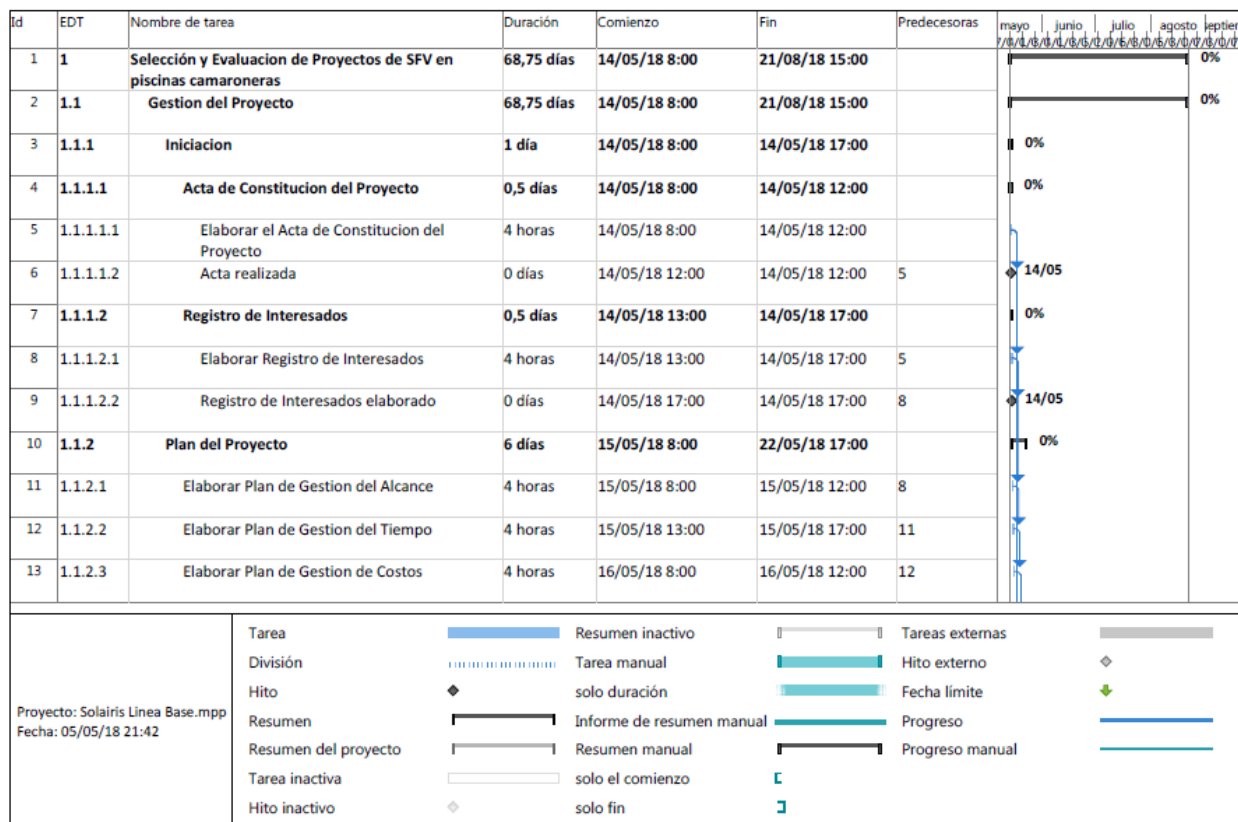 Id EDT Nombre de tarea Duración Comienzo Fin Predecesoras
mayo junio julio agosto septier
1 1 Selección y Evaluacion de Proyectos de SFV en 68,75 días 14/05/18 8:00 21/08/18 15:00 0%
piscinas camaroneras
2 1.1 Gestion del Proyecto 68,75 días 14/05/18 8:00 21/08/18 15:00 0%
3 1.1.1 Iniciacion 1 día 14/05/18 8:00 14/05/18 17:00 0%
4 1.1.1.1 Acta de Constitucion del Proyecto 0,5 días 14/05/18 8:00 14/05/18 12:00 0%
5 1.1.1.1.1 Elaborar el Acta de Constitucion del 4 horas 14/05/18 8:00 14/05/18 12:00
Proyecto
6 1.1.1.1.2 Acta realizada 0 días 14/05/18 12:00 14/05/18 12:00 5 14/05
7 1.1.1.2 Registro de Interesados 0,5 días 14/05/18 13:00 14/05/18 17:00 0%
8 1.1.1.2.1 Elaborar Registro de Interesados 4 horas 14/05/18 13:00 14/05/18 17:00 5
9 1.1.1.2.2 Registro de Interesados elaborado 0 días 14/05/18 17:00 14/05/18 17:00 8 14/05
10 1.1.2 Plan del Proyecto 6 días 15/05/18 8:00 22/05/18 17:00 0%
11 1.1.2.1 Elaborar Plan de Gestion del Alcance 4 horas 15/05/18 8:00 15/05/18 12:00 8
12 1.1.2.2 Elaborar Plan de Gestion del Tiempo 4 horas 15/05/18 13:00 15/05/18 17:00 11
13 1.1.2.3 Elaborar Plan de Gestion de Costos 4 horas 16/05/18 8:00 16/05/18 12:00 12
Proyecto: Solairis Linea Base.mpp
Fecha: 05/05/18 21:42
Tarea Resumen inactivo Tareas externas
División Tarea manual Hito externo
Hito solo duración Fecha límite
Resumen Informe de resumen manual Progreso
Resumen del proyecto Resumen manual Progreso manual
Tarea inactiva solo el comienzo
Hito inactivo solo fin